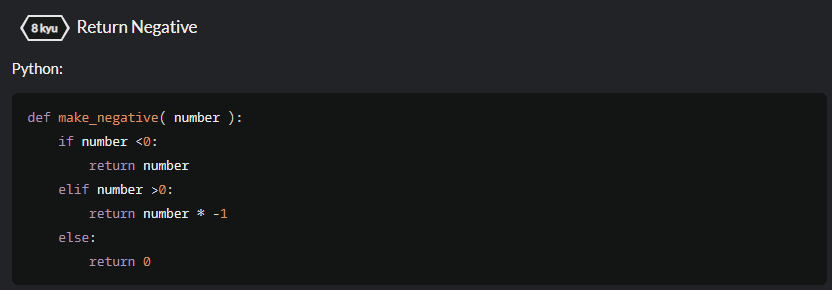 8 kyu Return Negative
Python:
def make_negative( number ):
    if number <0:
        return number
    elif number >0:
        return number * -1
    else:
        return 0